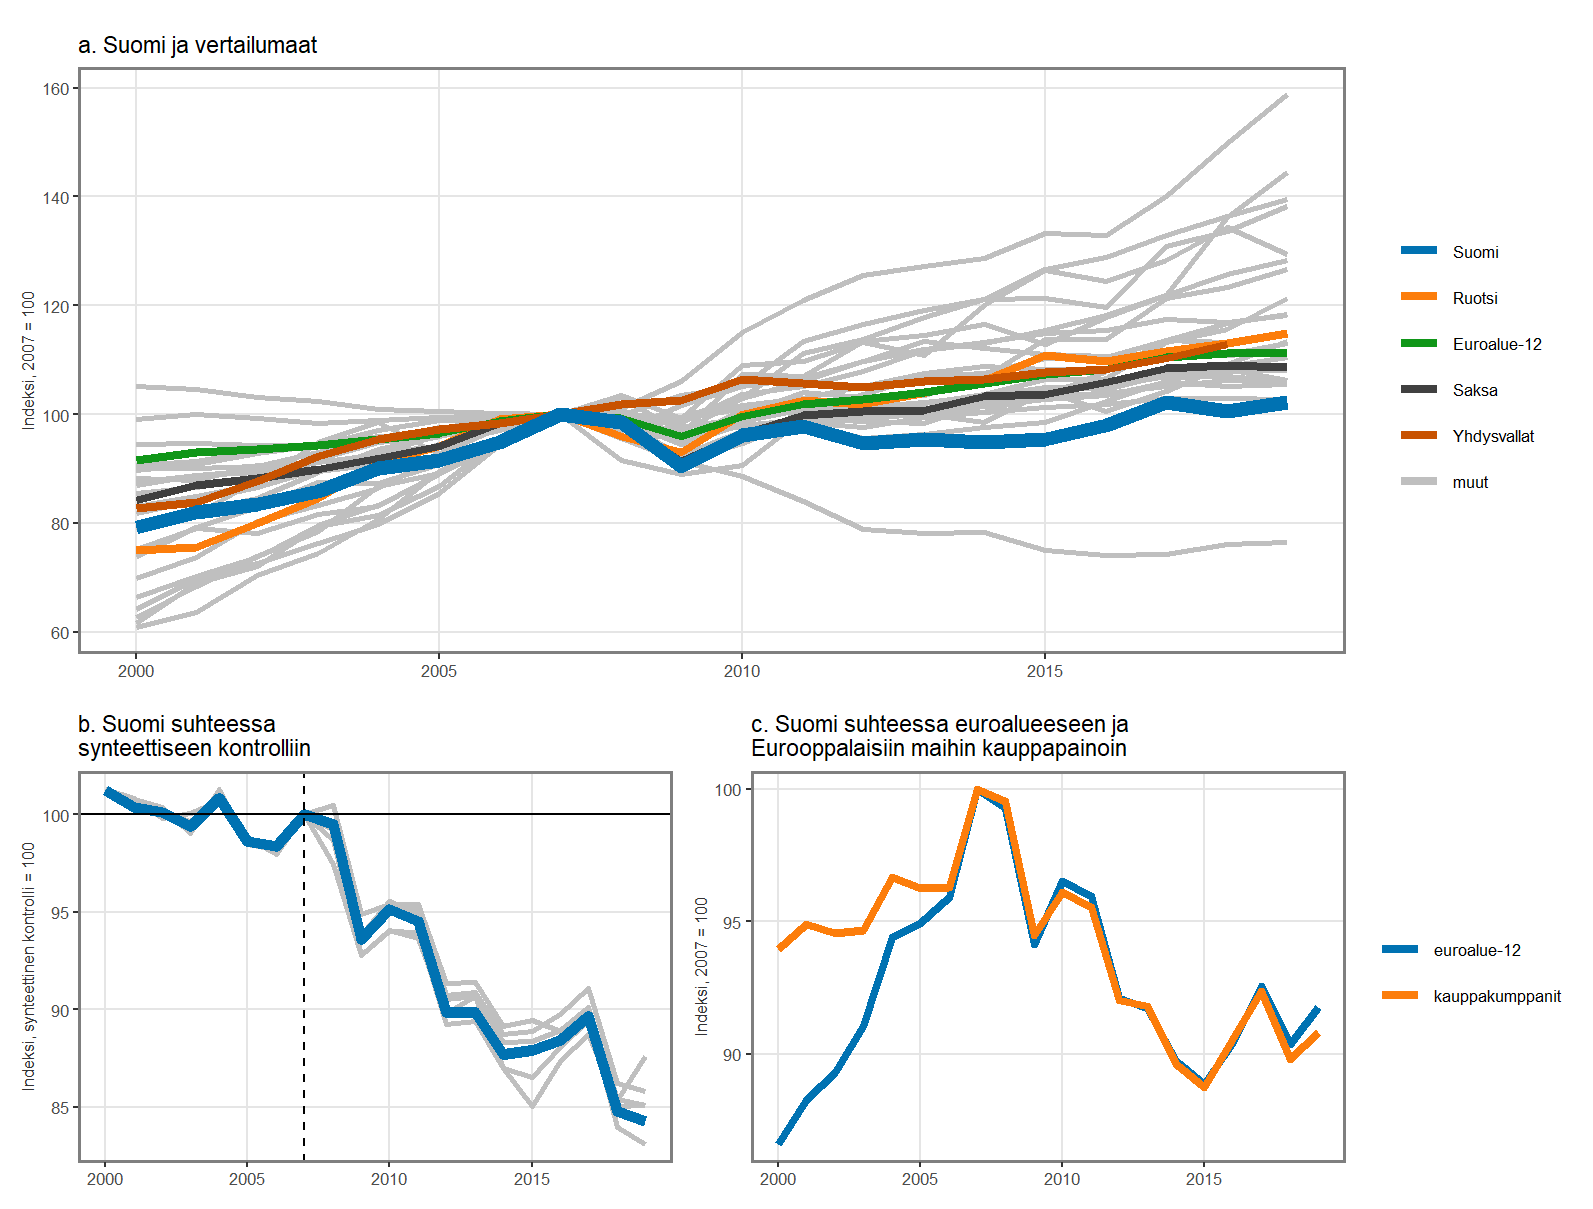 a. Suomi ja vertailumaat
Indeksi, 2007 = 100
160
140
120
100
80
60
2000
2005
2010
2015
Suomi
Ruotsi
Euroalue-12
Saksa
Yhdysvallat
muut
b. Suomi suhteessa
synteettiseen kontrolliin
Indeksi, synteettinen kontrolli = 100
100
95
90
85
2000
2005
2010
2015
c. Suomi suhteessa euroalueeseen ja
Eurooppalaisiin maihin kauppapainoin
Indeksi, 2007 = 100
100
95
90
2000
2005
2010
2015
euroalue-12
kauppakumppanit